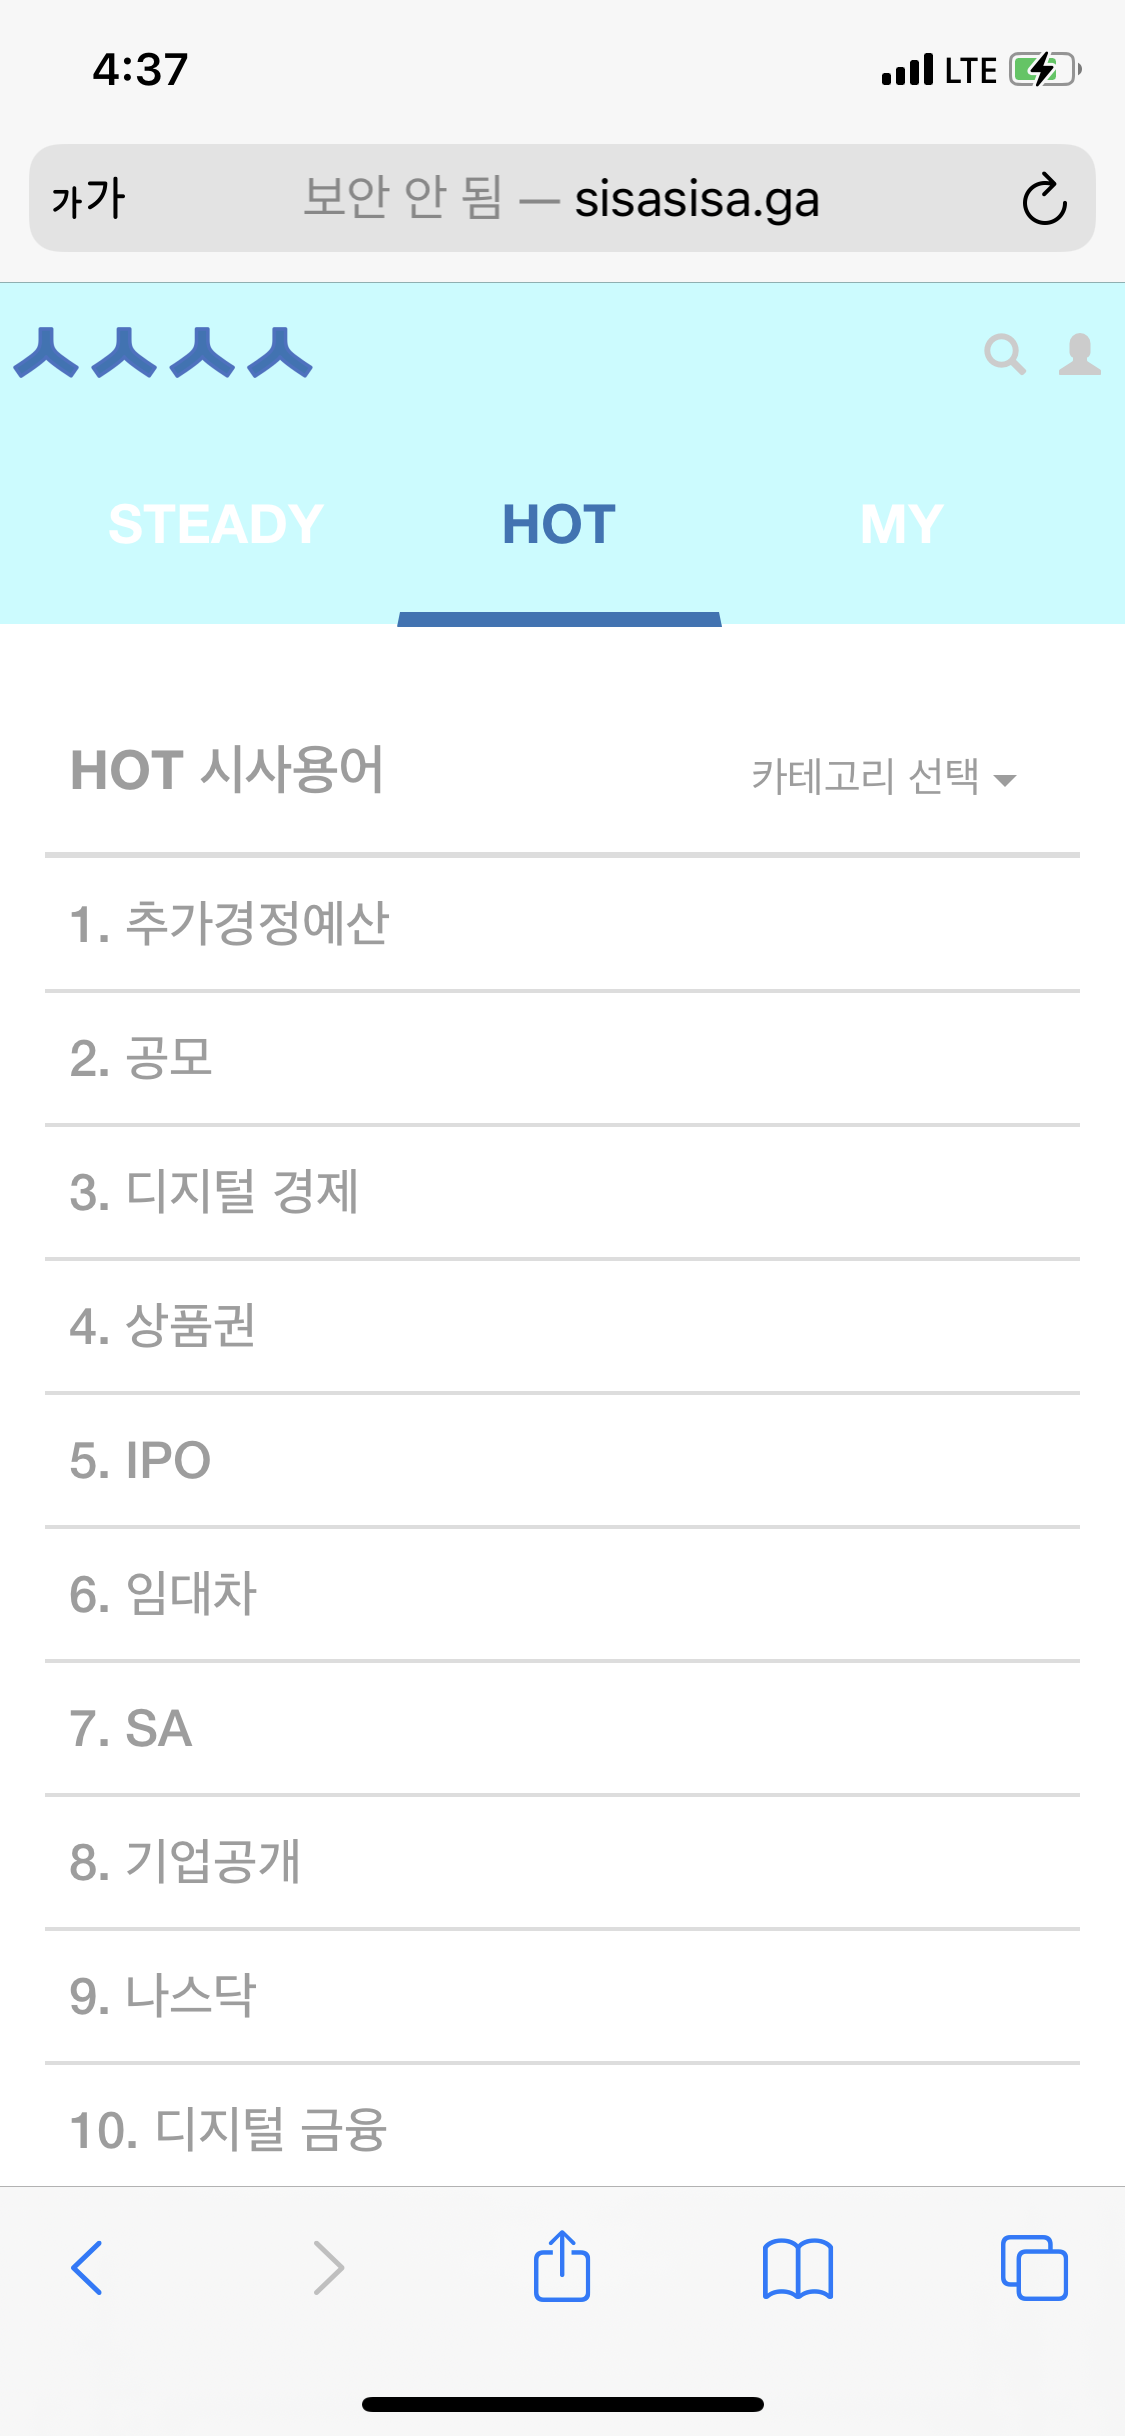 4:37
LTE
가가 보안 안 됨 — sisasisa.ga
ㅅㅅㅅㅅ
STEADY HOT MY
HOT 시사용어 카테고리 선택
1. 추가경정예산
2. 공모
3. 디지털 경제
4. 상품권
5. IPO
6. 임대차
7. SA
8. 기업공개
9. 나스닥
10. 디지털 금융